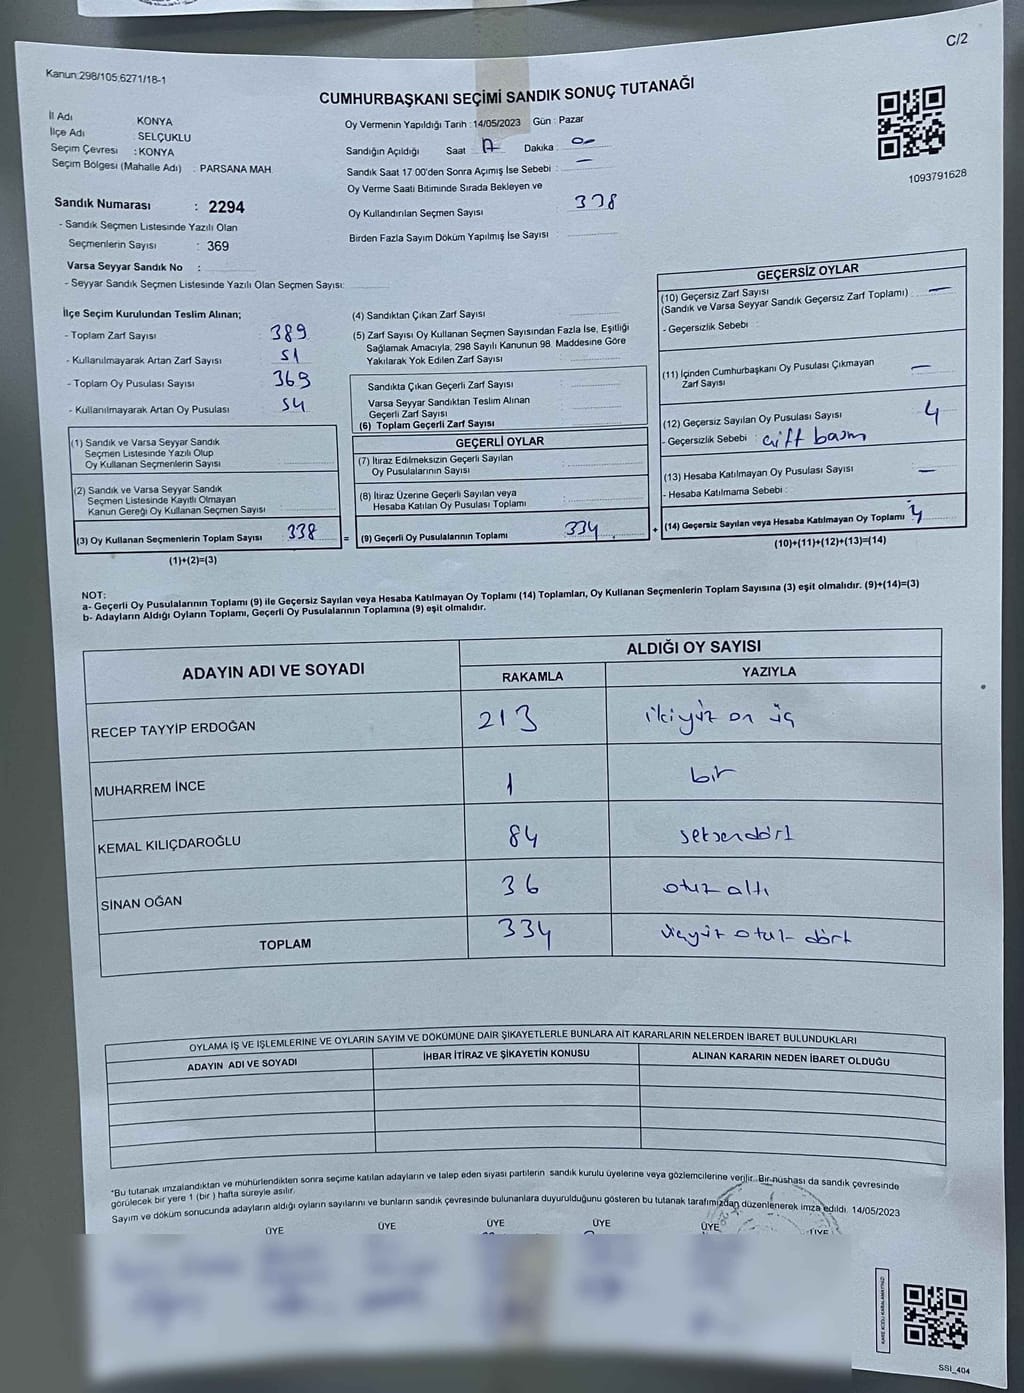 C/2
Kanun:298/105,6271/18-1
CUMHURBAŞKANI SEÇİMİ SANDIK SONUÇ TUTANAĞI
İl Adı KONYA
İlçe Adı : SELÇUKLU
Seçim Çevresi : KONYA
Seçim Bölgesi (Mahalle Adı) : PARSANA MAH
Sandık Numarası : 2294
- Sandık Seçmen Listesinde Yazılı Olan
Seçmenlerin Sayısı : 369
Varsa Seyyar Sandık No :
- Seyyar Sandık Seçmen Listesinde Yazılı Olan Seçmen Sayısı:
Oy Vermenin Yapıldığı Tarih : 14/05/2023 Gün : Pazar
Sandığın Açıldığı Saat 17 Dakika : 00
Sandık Saat 17:00'den Sonra Açımış İse Sebebi : —
Oy Verme Saati Bitiminde Sırada Bekleyen ve
Oy Kullandırılan Seçmen Sayısı
Birden Fazla Sayım Döküm Yapılmış İse Sayısı
1093791628
İlçe Seçim Kurulundan Teslim Alınan;
- Toplam Zarf Sayısı 389
- Kullanılmayarak Artan Zarf Sayısı 51
- Toplam Oy Pusulası Sayısı 369
- Kullanılmayarak Artan Oy Pusulası 54
(1) Sandık ve Varsa Seyyar Sandık
Seçmen Listesinde Yazılı Olup
Oy Kullanan Seçmenlerin Sayısı
(2) Sandık ve Varsa Seyyar Sandık
Seçmen Listesinde Kayıtlı Olmayan
Kanun Gereği Oy Kullanan Seçmen Sayısı
(3) Oy Kullanan Seçmenlerin Toplam Sayısı 338 =
(1)+(2)=(3)
(4) Sandıktan Çıkan Zarf Sayısı
(5) Zarf Sayısı Oy Kullanan Seçmen Sayısından Fazla İse, Eşitliği
Sağlamak Amacıyla, 298 Sayılı Kanunun 98. Maddesine Göre
Yakılarak Yok Edilen Zarf Sayısı
Sandıkta Çıkan Geçerli Zarf Sayısı
Varsa Seyyar Sandıktan Teslim Alınan
Geçerli Zarf Sayısı
(6) Toplam Geçerli Zarf Sayısı
GEÇERLİ OYLAR
(7) İtiraz Edilmeksizin Geçerli Sayılan
Oy Pusulalarının Sayısı
(8) İtiraz Üzerine Geçerli Sayılan veya
Hesaba Katılan Oy Pusulası Toplamı
(9) Geçerli Oy Pusulalarının Toplamı 334 +
GEÇERSİZ OYLAR
(10) Geçersiz Zarf Sayısı
(Sandık ve Varsa Seyyar Sandık Geçersiz Zarf Toplamı) —
- Geçersizlik Sebebi :
(11) İçinden Cumhurbaşkanı Oy Pusulası Çıkmayan
Zarf Sayısı —
(12) Geçersiz Sayılan Oy Pusulası Sayısı 4
- Geçersizlik Sebebi : çift basım
(13) Hesaba Katılmayan Oy Pusulası Sayısı —
- Hesaba Katılmama Sebebi :
(14) Geçersiz Sayılan veya Hesaba Katılmayan Oy Toplamı 4
(10)+(11)+(12)+(13)=(14)
NOT:
a- Geçerli Oy Pusulalarının Toplamı (9) ile Geçersiz Sayılan veya Hesaba Katılmayan Oy Toplamı (14) Toplamları, Oy Kullanan Seçmenlerin Toplam Sayısına (3) eşit olmalıdır. (9)+(14)=(3)
b- Adayların Aldığı Oyların Toplamı, Geçerli Oy Pusulalarının Toplamına (9) eşit olmalıdır.
ADAYIN ADI VE SOYADI ALDIĞI OY SAYISI
RAKAMLA YAZIYLA
RECEP TAYYİP ERDOĞAN 213 ikiyüz on üç
MUHARREM İNCE 1 bir
KEMAL KILIÇDAROĞLU 84 seksendört
SİNAN OĞAN 36 otuz altı
TOPLAM 334 üçyüz otuz dört
OYLAMA İŞ VE İŞLEMLERİNE VE OYLARIN SAYIM VE DÖKÜMÜNE DAİR ŞİKAYETLERLE BUNLARA AİT KARARLARIN NELERDEN İBARET BULUNDUKLARI
ADAYIN ADI VE SOYADI İHBAR İTİRAZ VE ŞİKAYETİN KONUSU ALINAN KARARIN NEDEN İBARET OLDUĞU
"Bu tutanak imzalandıktan ve mühürlendikten sonra seçime katılan adayların ve talep eden siyasi partilerin sandık kurulu üyelerine veya gözlemcilerine verilir. Bir nüshası da sandık çevresinde
görülecek bir yere 1 (bir ) hafta süreyle asılır.
Sayım ve döküm sonucunda adayların aldığı oyların sayılarını ve bunların sandık çevresinde bulunanlara duyurulduğunu gösteren bu tutanak tarafımızdan düzenlenerek imza edildi. 14/05/2023
ÜYE ÜYE ÜYE ÜYE ÜYE ÜYE
SSI_404